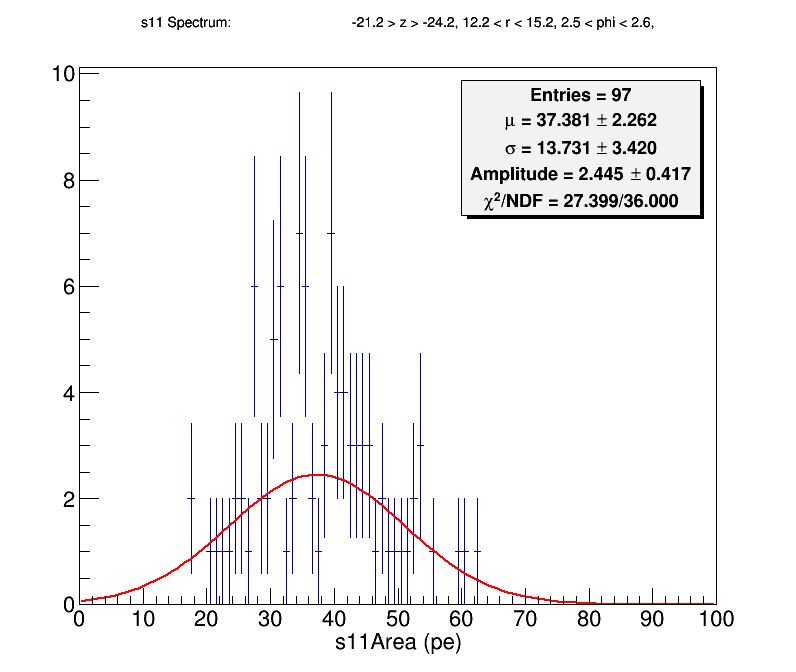 s11 Spectrum: -21.2 > z > -24.2, 12.2 < r < 15.2, 2.5 < phi < 2.6,
Entries = 97
μ = 37.381 ± 2.262
σ = 13.731 ± 3.420
Amplitude = 2.445 ± 0.417
χ²/NDF = 27.399/36.000
10
8
6
4
2
0
0 10 20 30 40 50 60 70 80 90 100
s11Area (pe)